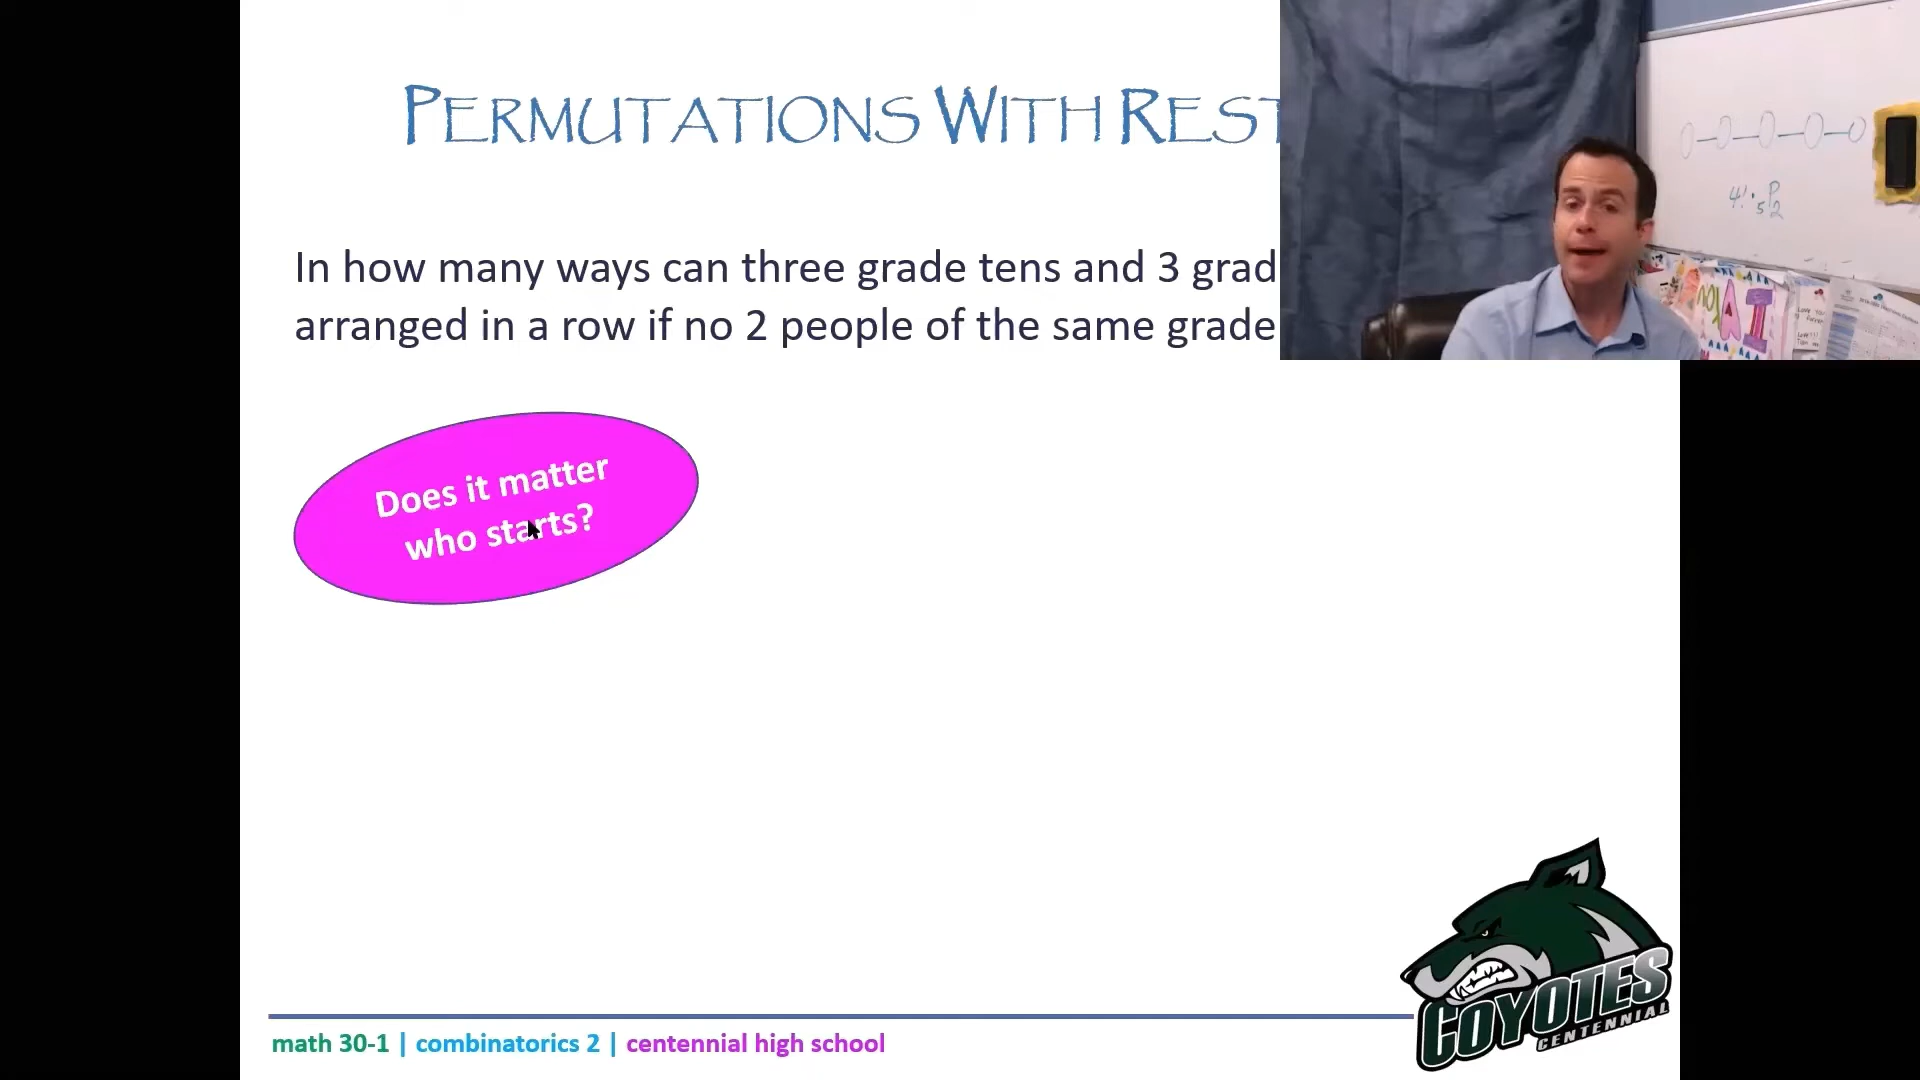 PERMUTATIONS WITH REST
In how many ways can three grade tens and 3 grad
arranged in a row if no 2 people of the same grade
Does it matter
who starts?
4! · 5P2
math 30-1 | combinatorics 2 | centennial high school
COYOTES
CENTENNIAL